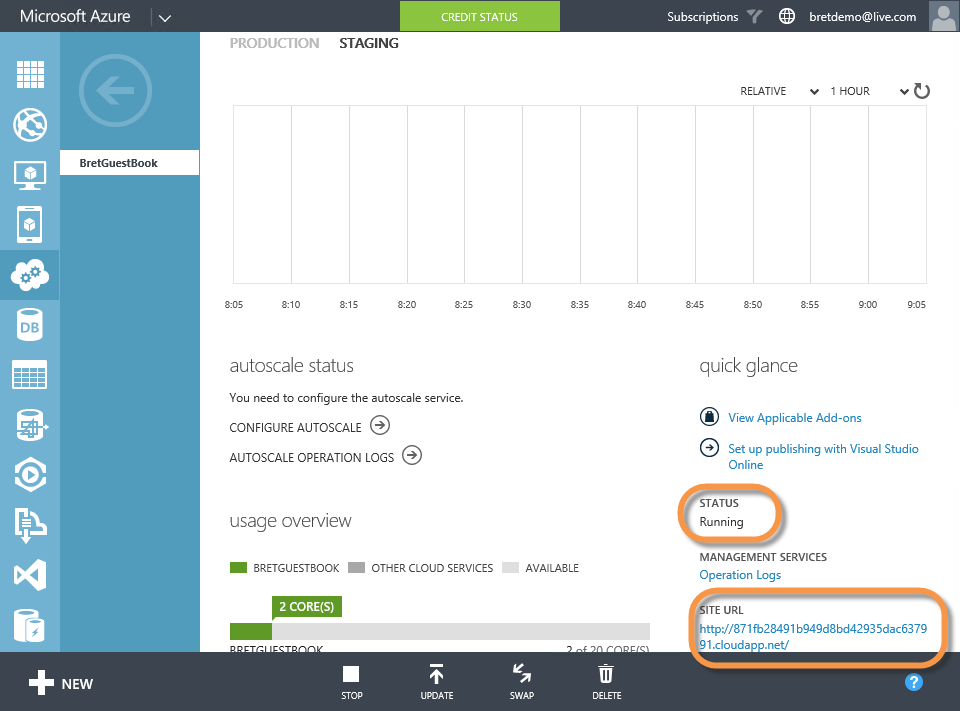 Microsoft Azure
CREDIT STATUS
Subscriptions
bretdemo@live.com
PRODUCTION STAGING
BretGuestBook
RELATIVE 1 HOUR
8:05 8:10 8:15 8:20 8:25 8:30 8:35 8:40 8:45 8:50 8:55 9:00 9:05
autoscale status
You need to configure the autoscale service.
CONFIGURE AUTOSCALE
AUTOSCALE OPERATION LOGS
usage overview
BRETGUESTBOOK OTHER CLOUD SERVICES AVAILABLE
2 CORE(S)
BRETGUESTBOOK 2 of 20 CORE(S)
quick glance
View Applicable Add-ons
Set up publishing with Visual Studio
Online
STATUS
Running
MANAGEMENT SERVICES
Operation Logs
SITE URL
http://871fb28491b949d8bd42935dac6379
91.cloudapp.net/
DB
NEW
STOP
UPDATE
SWAP
DELETE
?